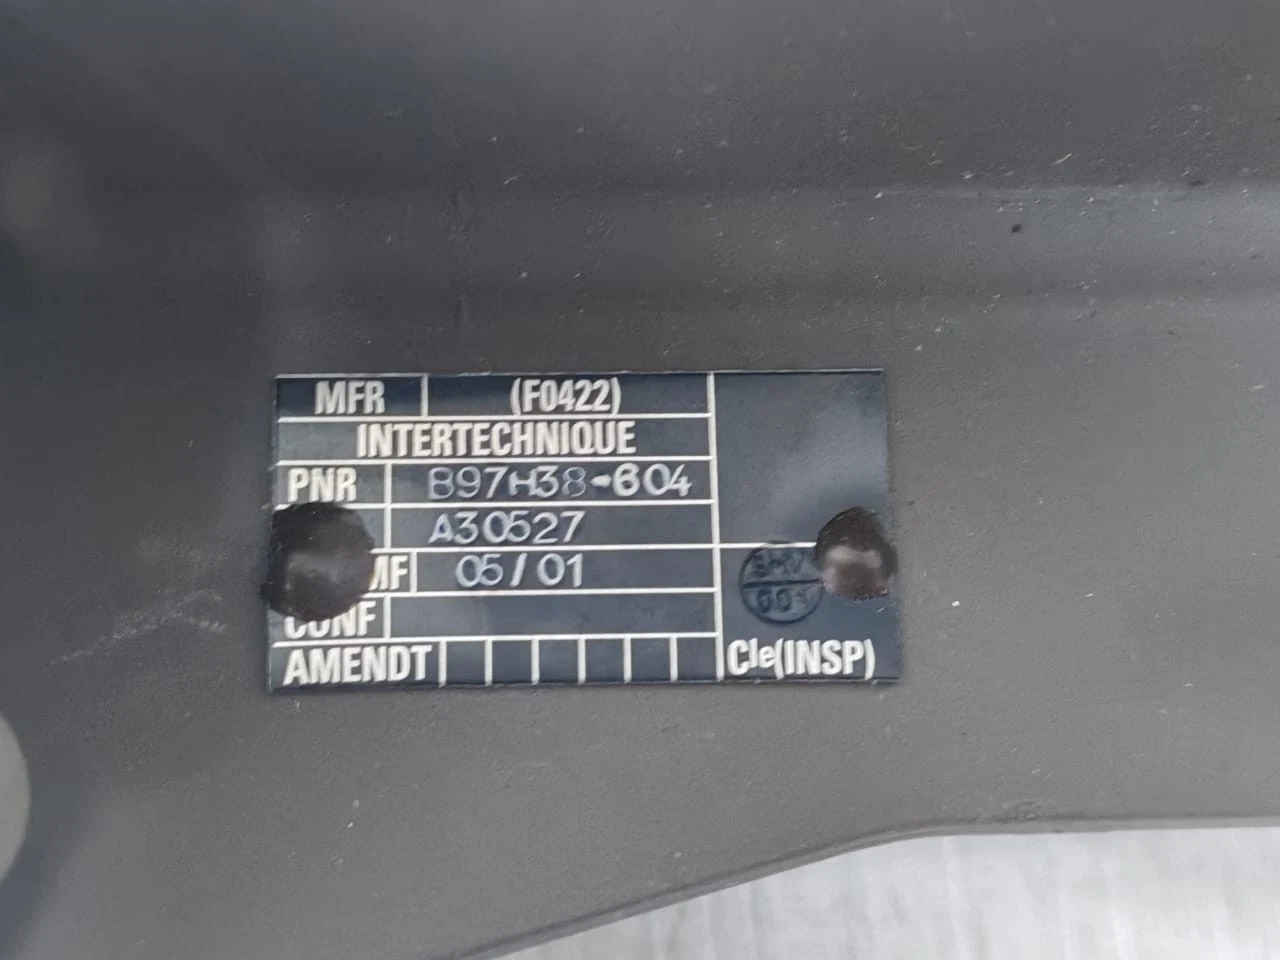 MFR (F0422)
INTERTECHNIQUE
PNR B97H38-604
A30527
MF 05/01
CONF
AMENDT
Cle(INSP)